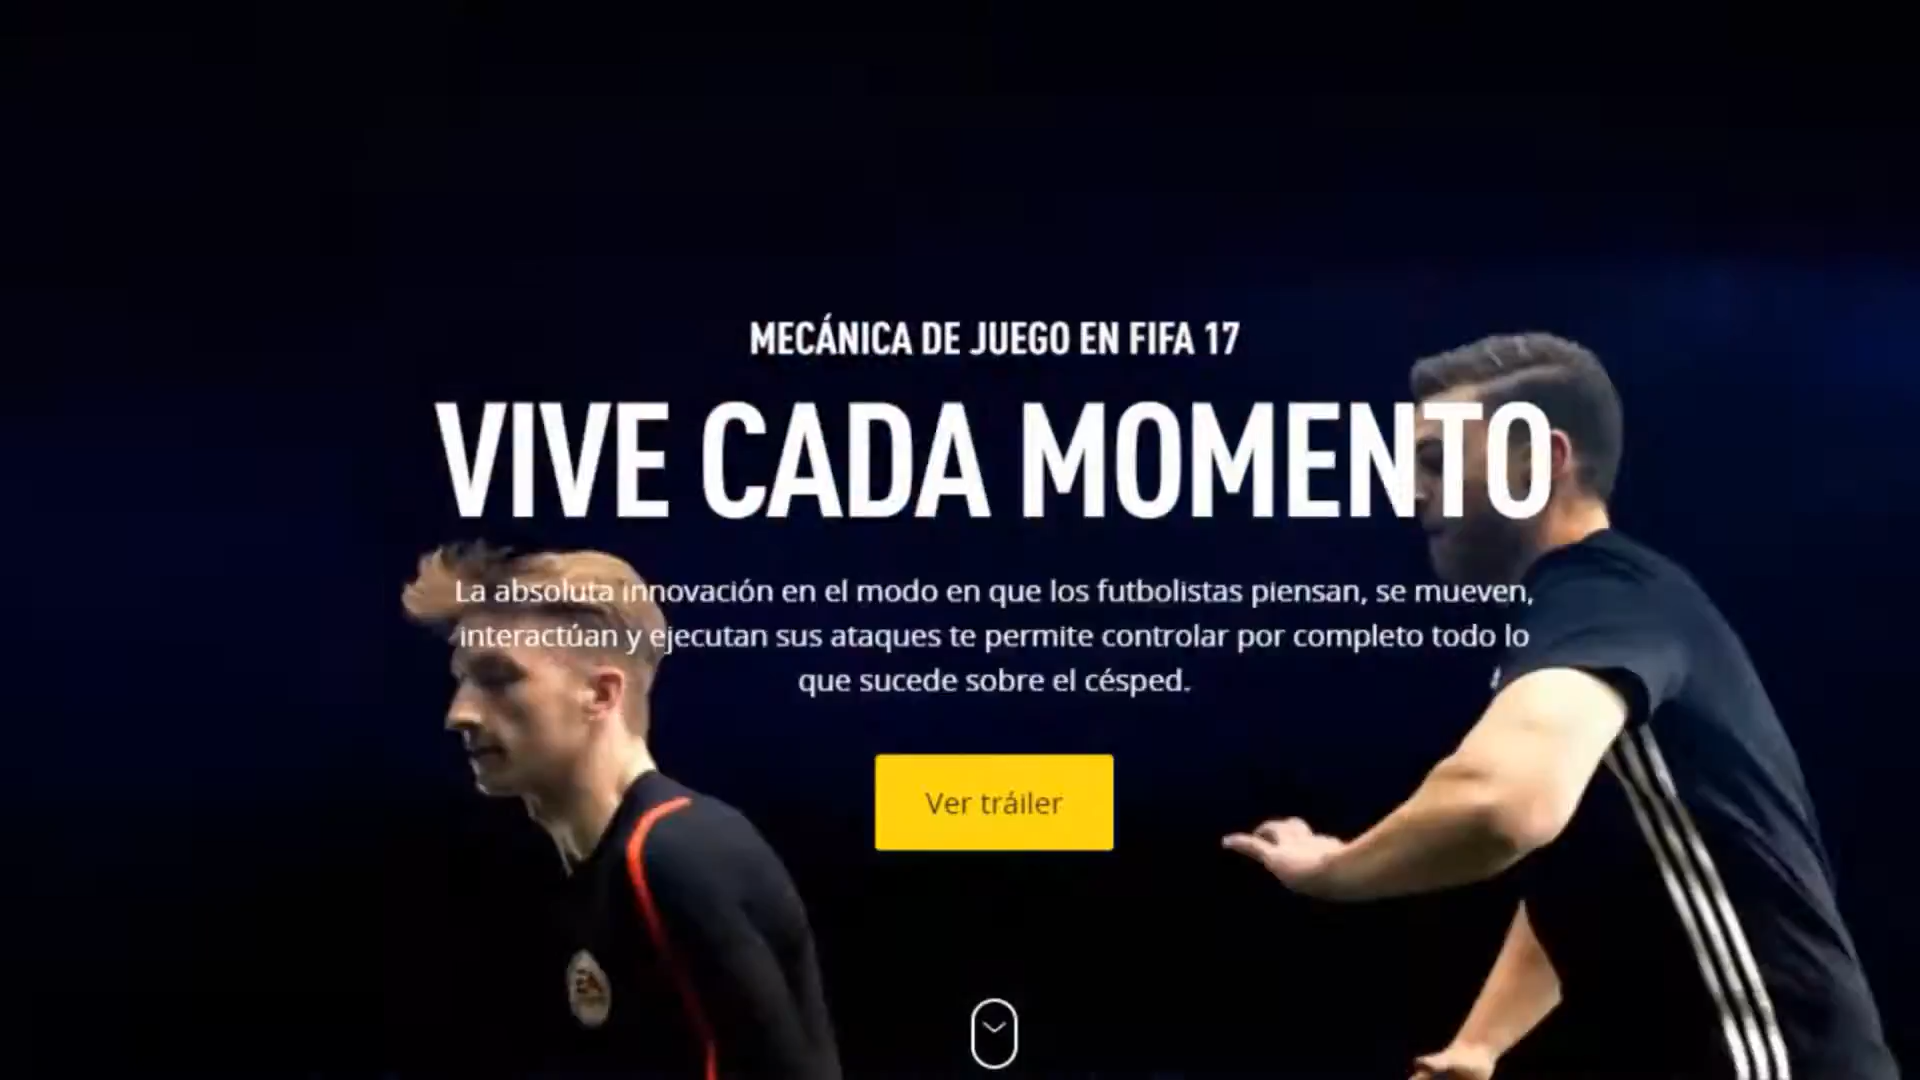 MECÁNICA DE JUEGO EN FIFA 17
VIVE CADA MOMENTO
La absoluta innovación en el modo en que los futbolistas piensan, se mueven,
interactúan y ejecutan sus ataques te permite controlar por completo todo lo
que sucede sobre el césped.
Ver tráiler
EA